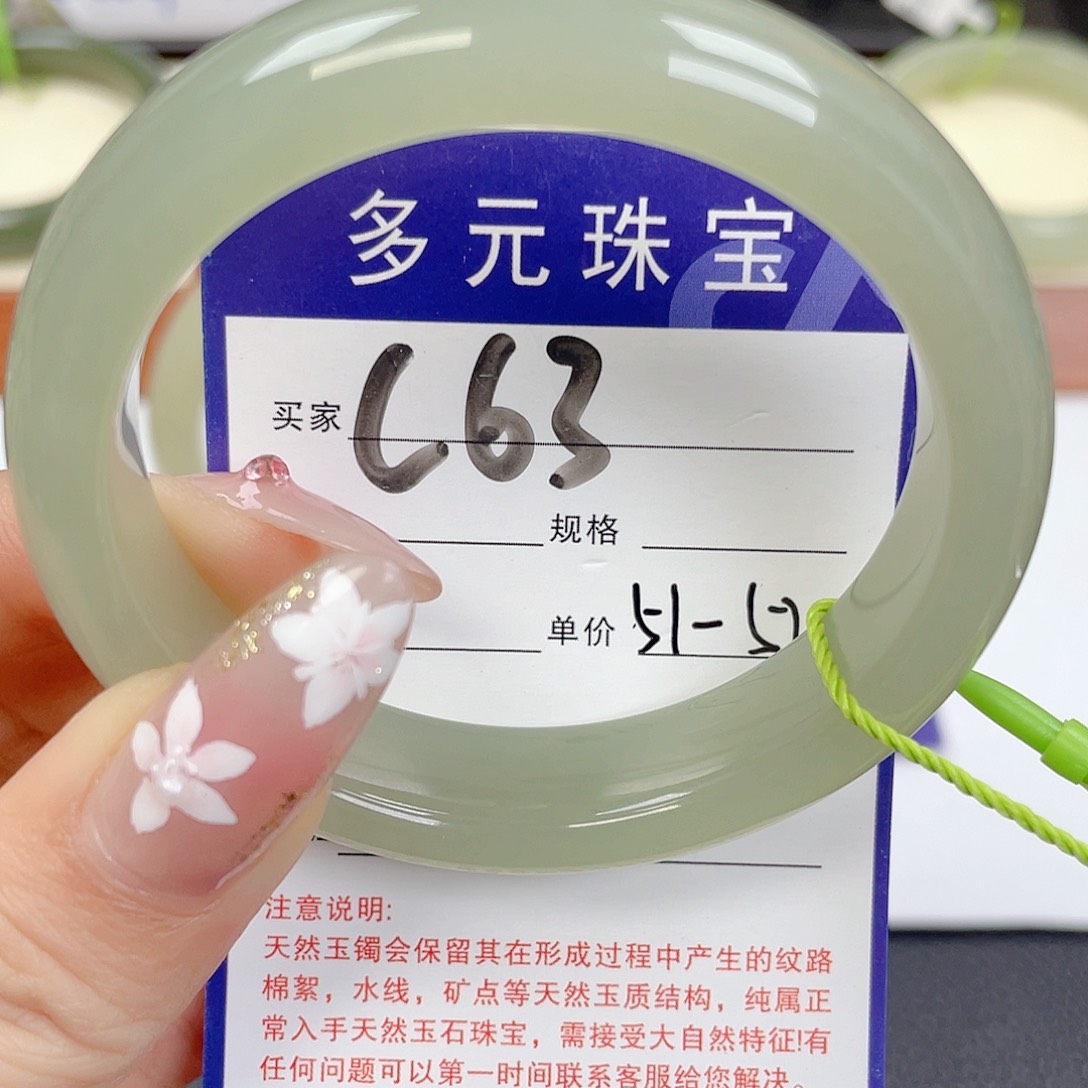 多元珠宝
买家 C.63
规格
单价 51-52
注意说明:
天然玉镯会保留其在形成过程中产生的纹路
棉絮，水线，矿点等天然玉质结构，纯属正
常入手天然玉石珠宝，需接受大自然特征!有
任何问题可以第一时间联系客服给您解决。